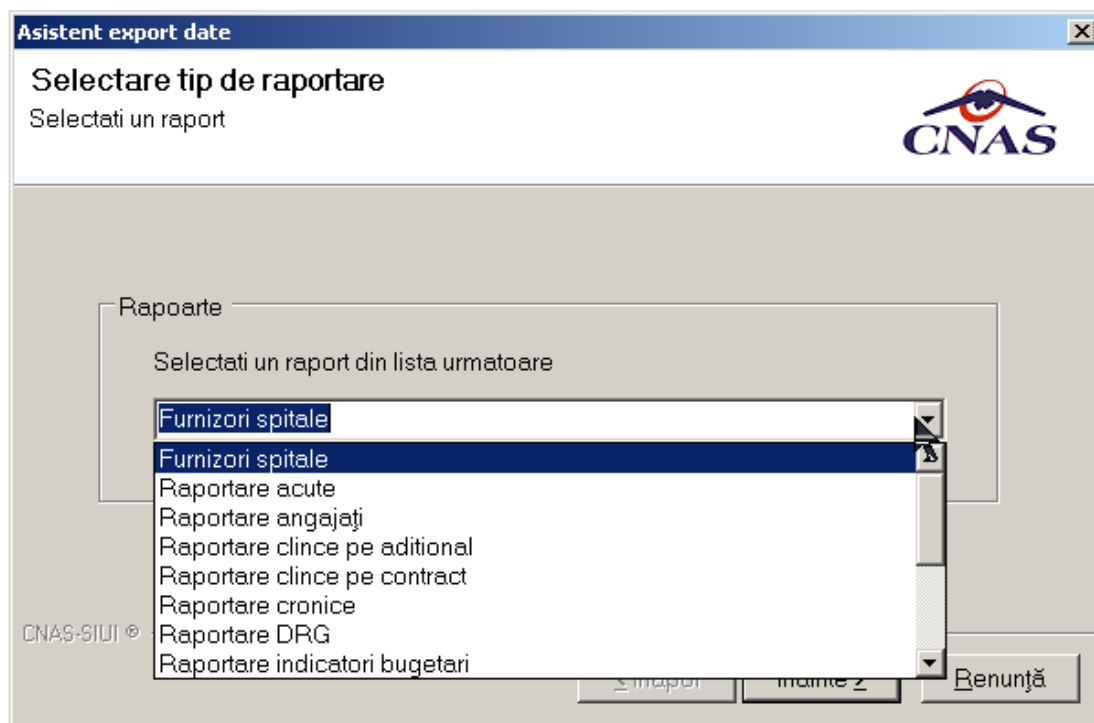 Asistent export date
Selectare tip de raportare
Selectati un raport
CNAS
Rapoarte
Selectati un raport din lista urmatoare
Furnizori spitale
Furnizori spitale
Raportare acute
Raportare angajaţi
Raportare clince pe aditional
Raportare clince pe contract
Raportare cronice
Raportare DRG
Raportare indicatori bugetari
CNAS-SIUI ®
Renunţă